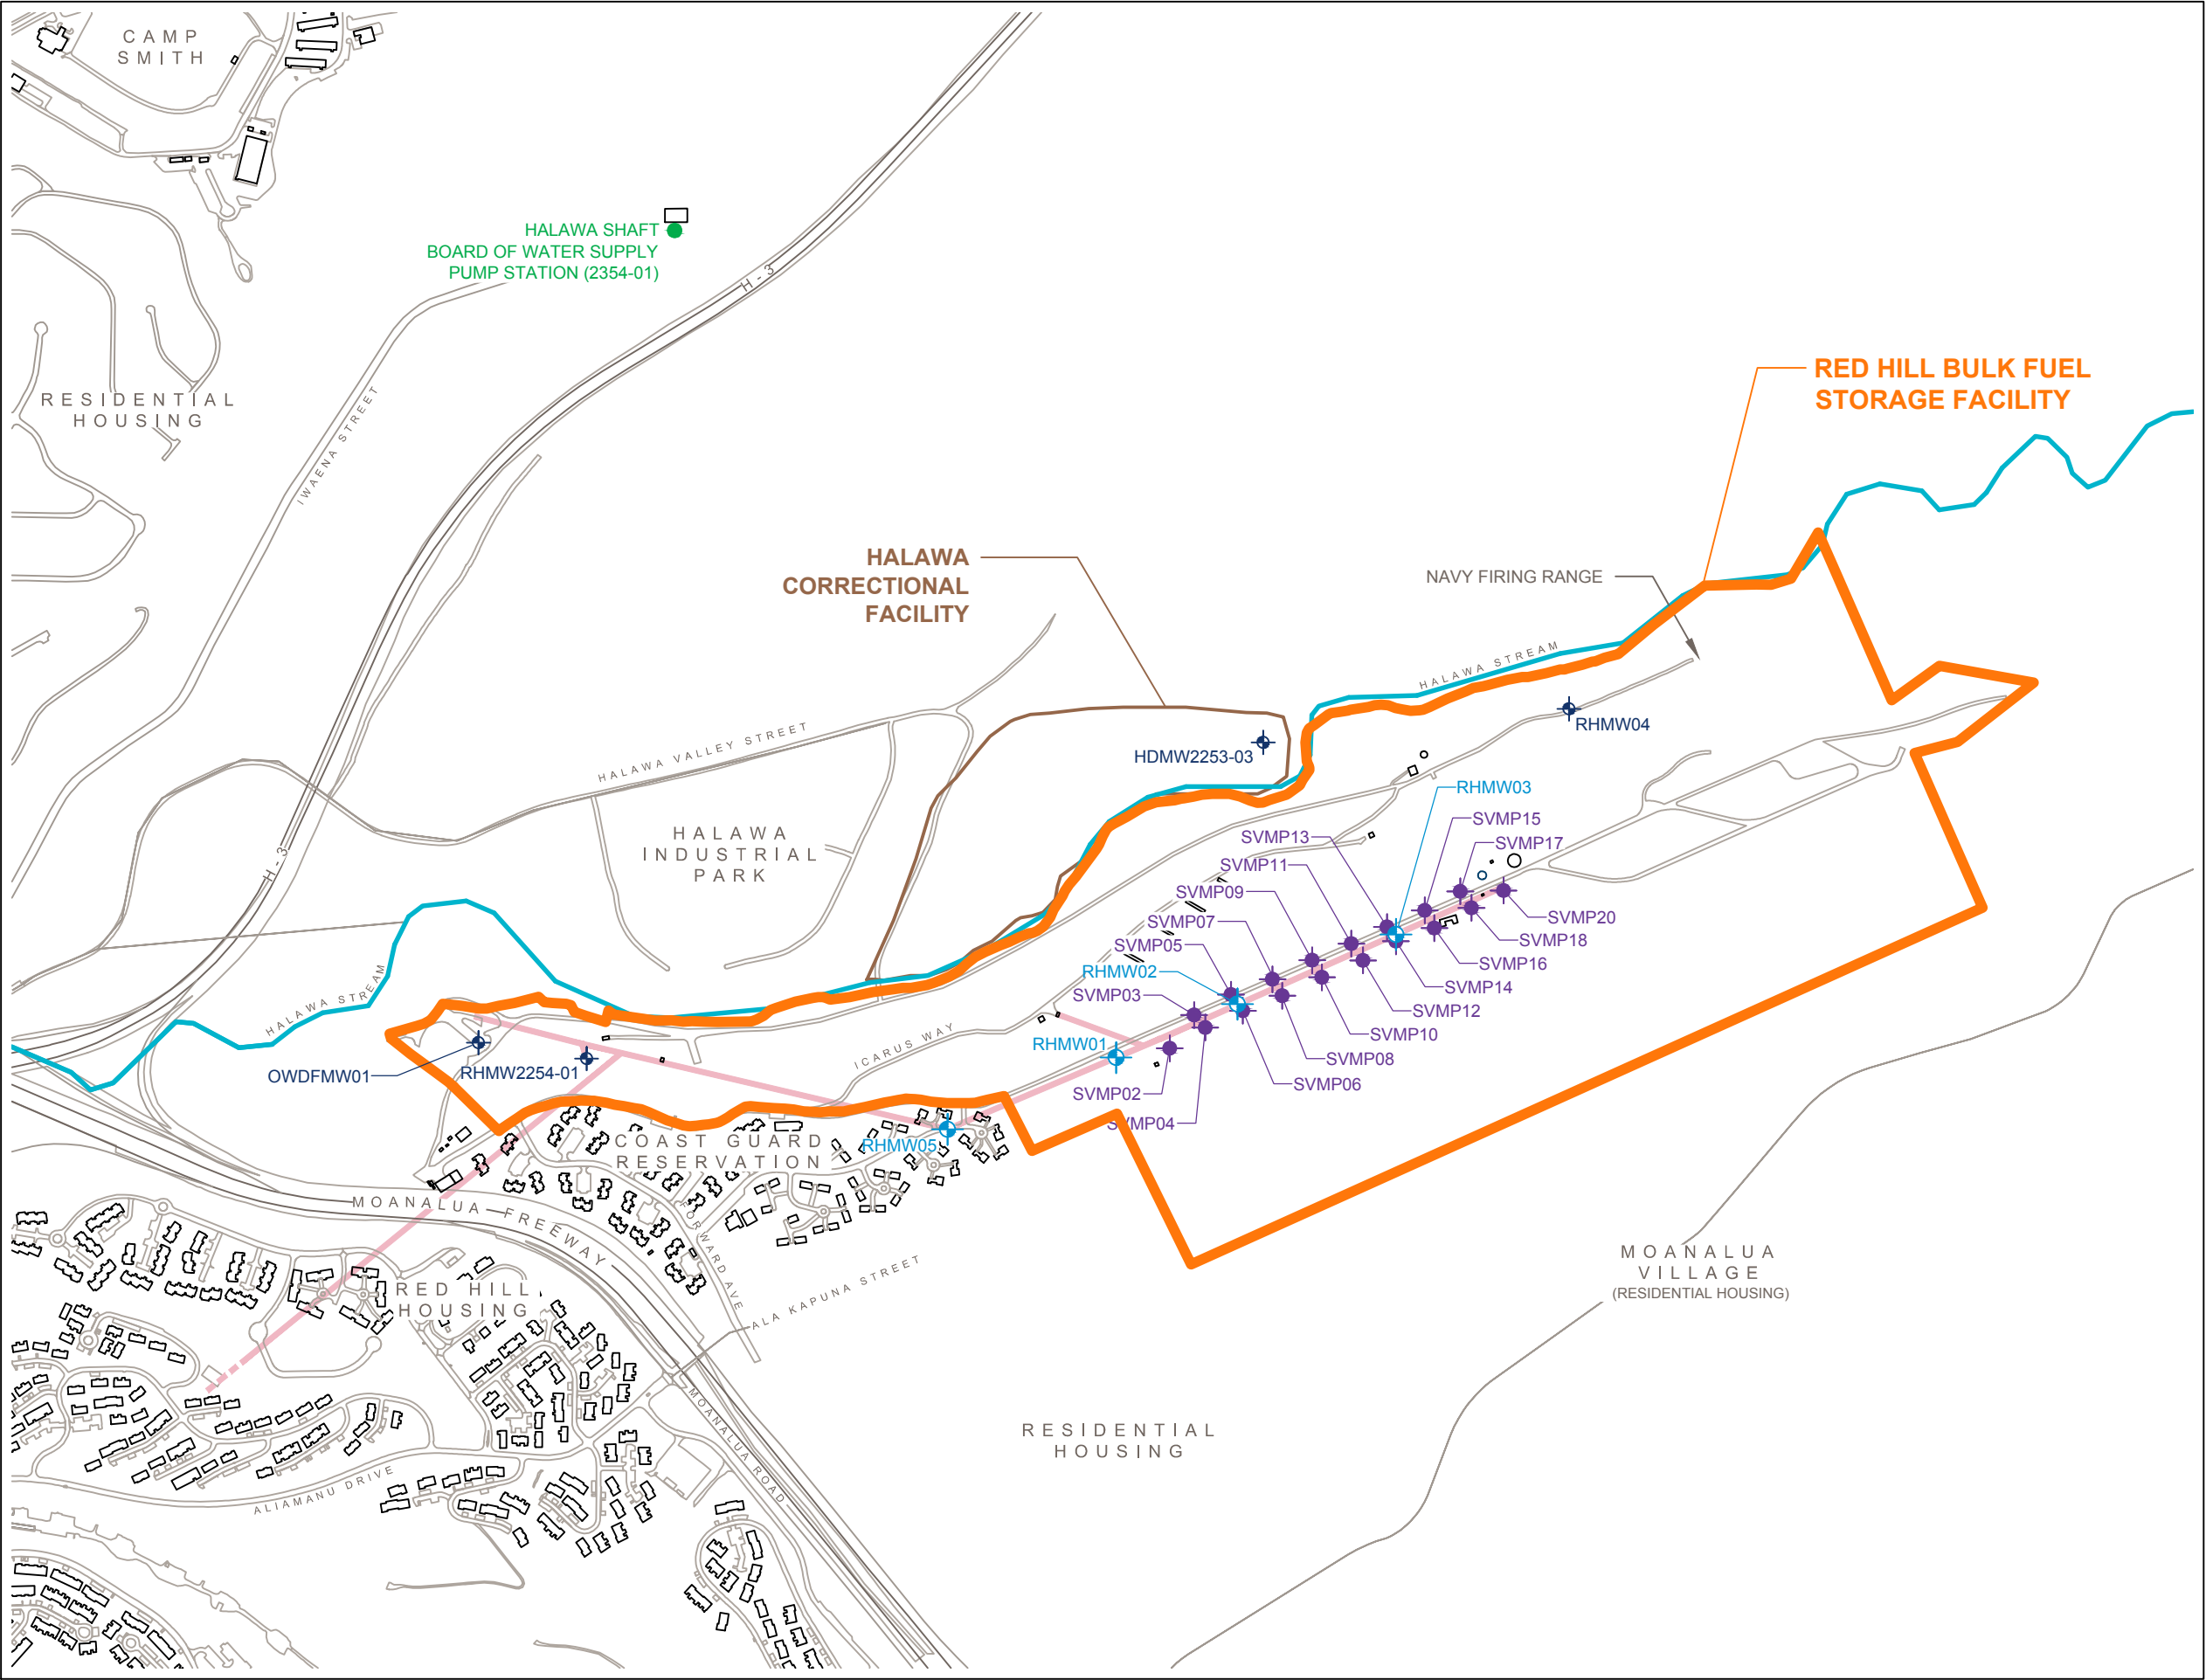 CAMP
SMITH
HALAWA SHAFT
BOARD OF WATER SUPPLY
PUMP STATION (2354-01)
H-3
RED HILL BULK FUEL
STORAGE FACILITY
RESIDENTIAL
HOUSING
IWAENA STREET
HALAWA
CORRECTIONAL
FACILITY
NAVY FIRING RANGE
HALAWA STREAM
RHMW04
HALAWA VALLEY STREET
HDMW2253-03
RHMW03
SVMP15
SVMP13
SVMP17
HALAWA
INDUSTRIAL
PARK
H-3
SVMP11
SVMP09
SVMP07
SVMP20
SVMP05
SVMP18
RHMW02
SVMP16
SVMP03
SVMP14
HALAWA STREAM
SVMP12
SVMP10
ICARUS WAY
RHMW01
SVMP08
OWDFMW01
RHMW2254-01
SVMP06
SVMP02
SVMP04
COAST GUARD
RESERVATION
RHMW05
MOANALUA FREEWAY
FORWARD AVE
ALA KAPUNA STREET
MOANALUA
VILLAGE
(RESIDENTIAL HOUSING)
RED HILL
HOUSING
MOANALUA ROAD
RESIDENTIAL
HOUSING
ALIAMANU DRIVE